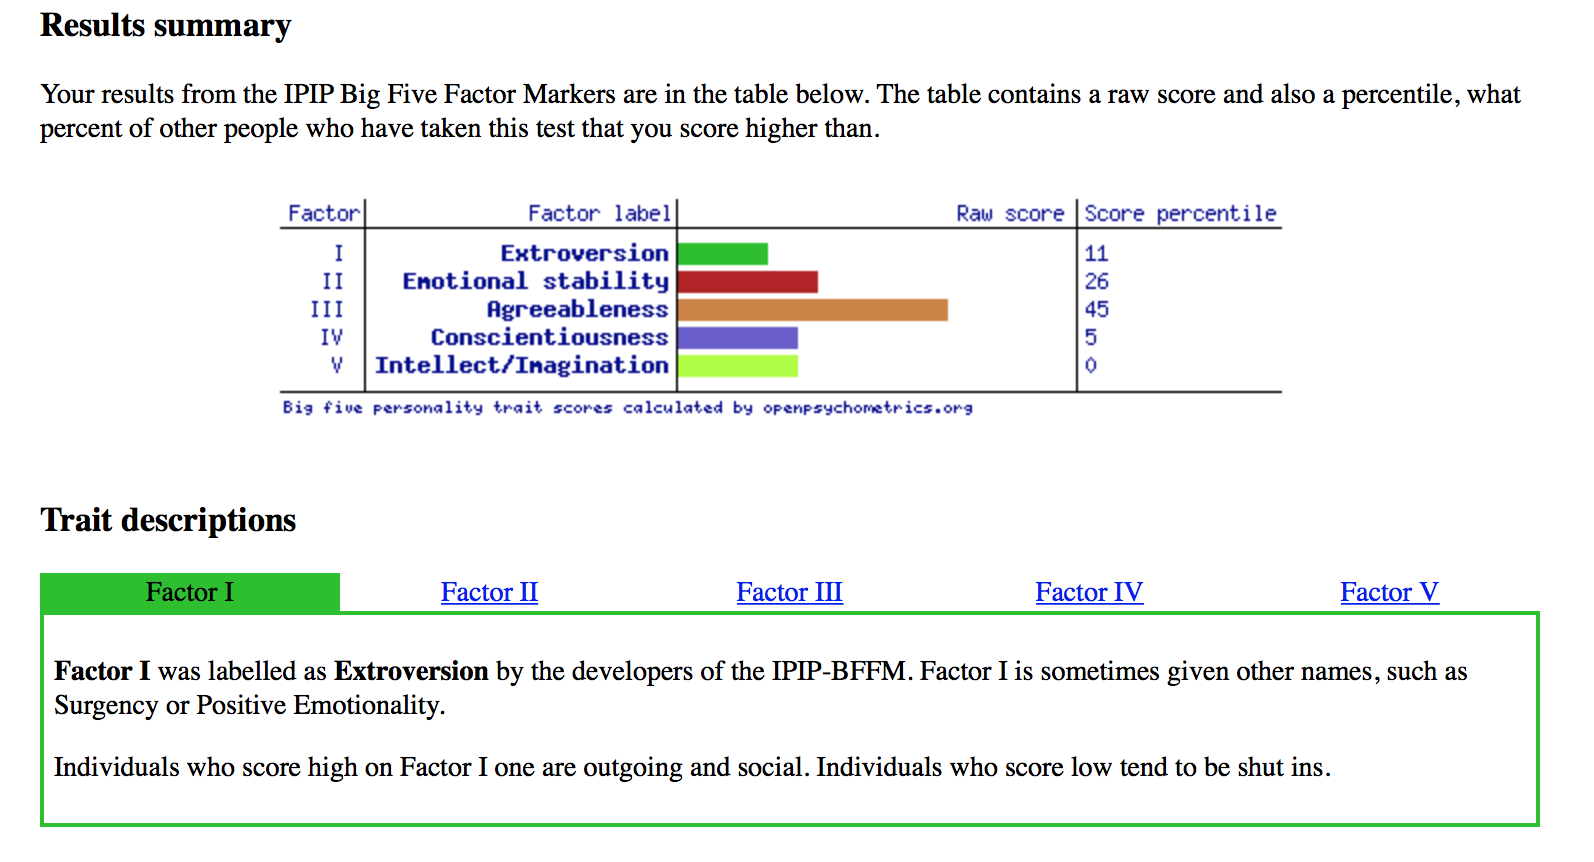 Results summary
Your results from the IPIP Big Five Factor Markers are in the table below. The table contains a raw score and also a percentile, what
percent of other people who have taken this test that you score higher than.
Factor Factor label Raw score Score percentile
I Extroversion 11
II Emotional stability 26
III Agreeableness 45
IV Conscientiousness 5
V Intellect/Imagination 0
Big five personality trait scores calculated by openpsychometrics.org
Trait descriptions
Factor I Factor II Factor III Factor IV Factor V
Factor I was labelled as Extroversion by the developers of the IPIP-BFFM. Factor I is sometimes given other names, such as
Surgency or Positive Emotionality.
Individuals who score high on Factor I one are outgoing and social. Individuals who score low tend to be shut ins.